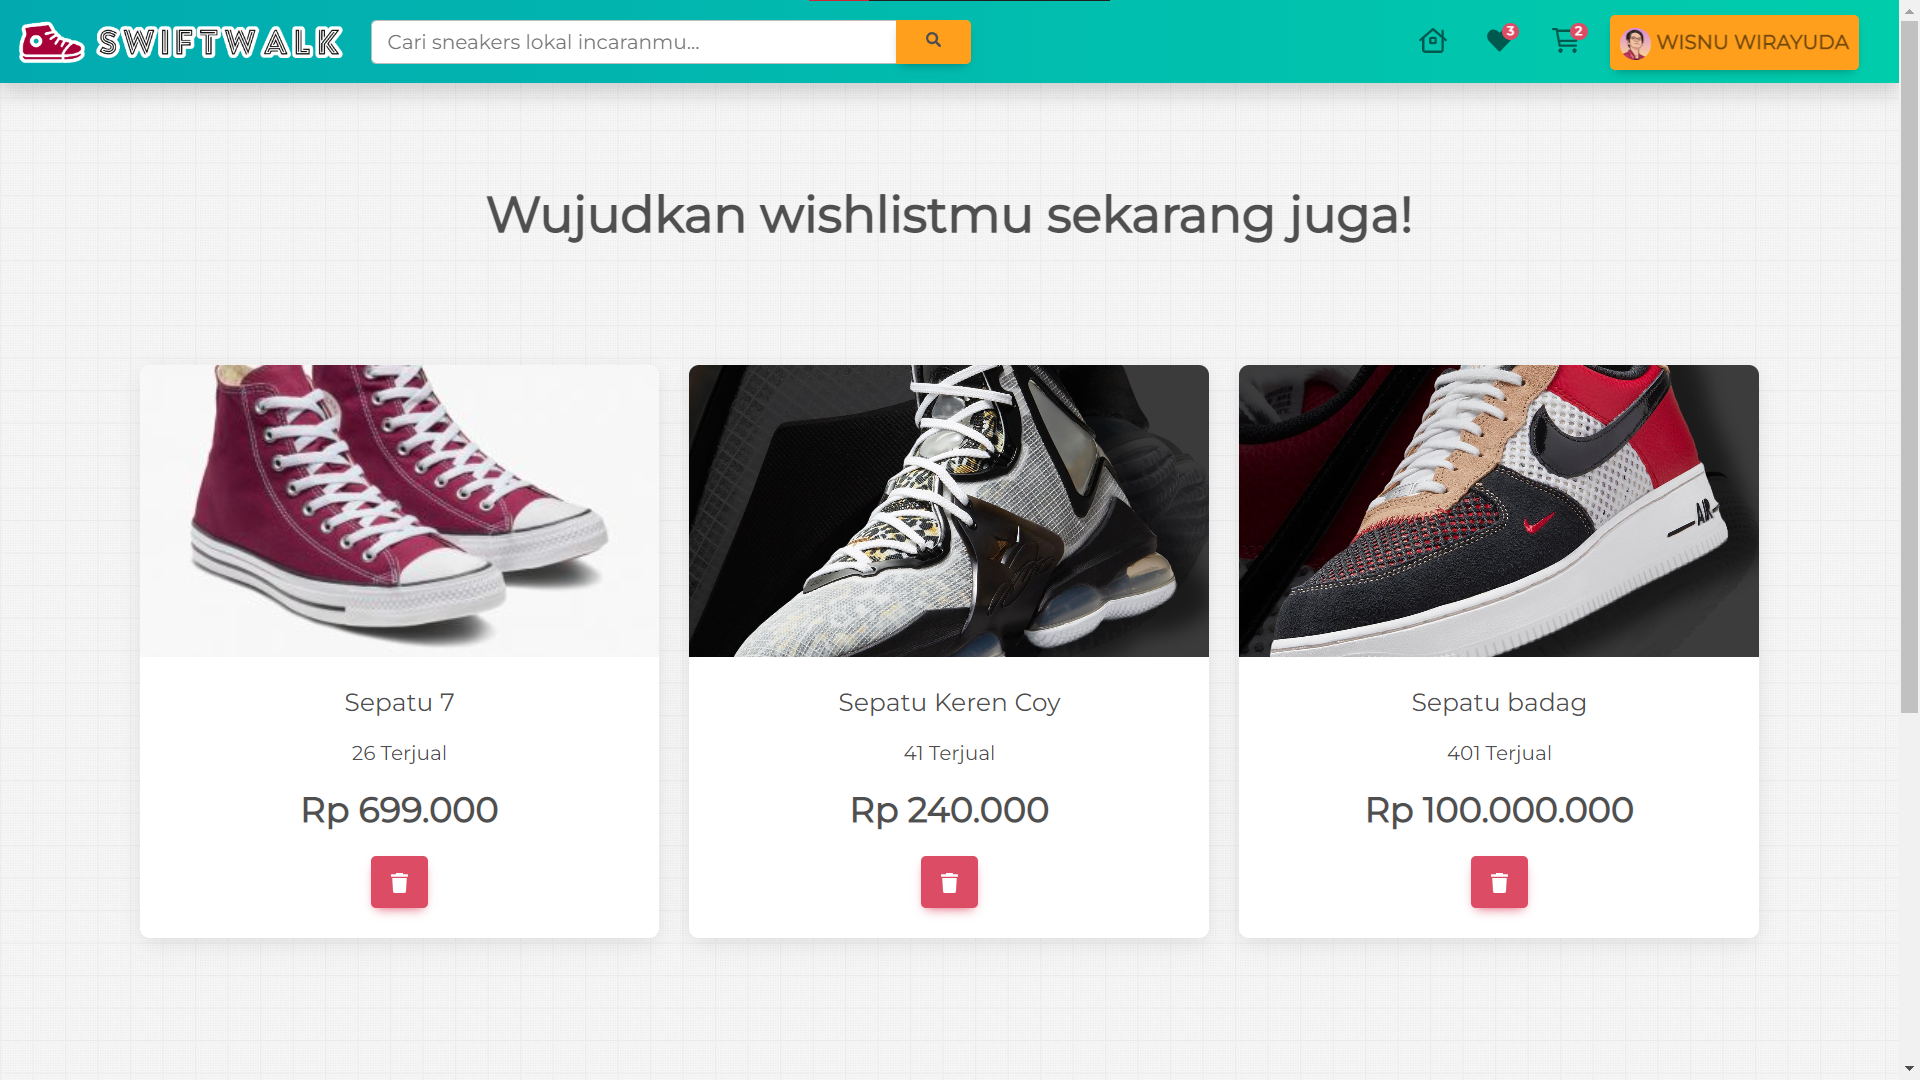 SWIFTWALK
Cari sneakers lokal incaranmu...
3
2
WISNU WIRAYUDA
Wujudkan wishlistmu sekarang juga!
AIR
Sepatu 7
26 Terjual
Rp 699.000
Sepatu Keren Coy
41 Terjual
Rp 240.000
Sepatu badag
401 Terjual
Rp 100.000.000